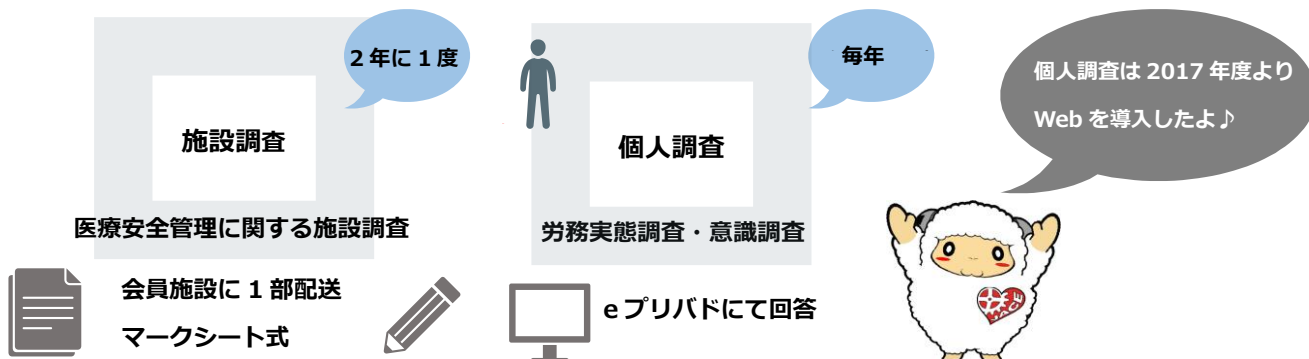 2年に1度
施設調査
医療安全管理に関する施設調査
会員施設に1部配送
マークシート式
毎年
個人調査
労務実態調査・意識調査
eプリバドにて回答
個人調査は2017年度より
Webを導入したよ♪